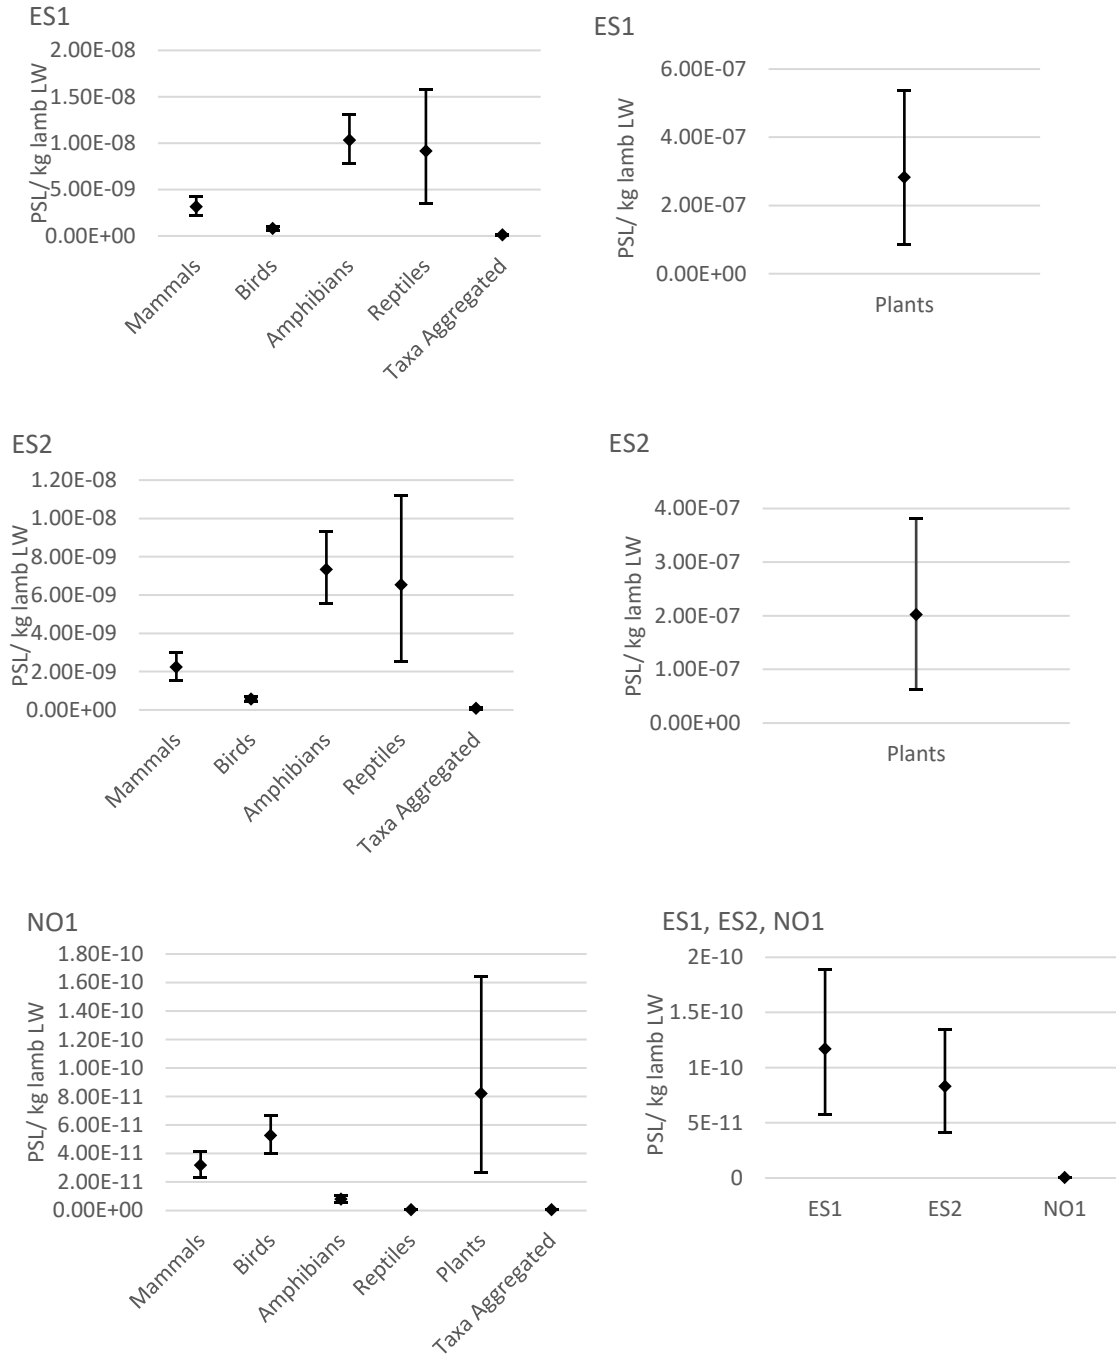 ES1
2.00E-08
1.50E-08
1.00E-08
5.00E-09
0.00E+00
PSL/ kg lamb LW
Mammals
Birds
Amphibians
Reptiles
Taxa Aggregated
ES1
6.00E-07
4.00E-07
2.00E-07
0.00E+00
PSL/ kg lamb LW
Plants
ES2
1.20E-08
1.00E-08
8.00E-09
6.00E-09
4.00E-09
2.00E-09
0.00E+00
PSL/ kg lamb LW
Mammals
Birds
Amphibians
Reptiles
Taxa Aggregated
ES2
4.00E-07
3.00E-07
2.00E-07
1.00E-07
0.00E+00
PSL/ kg lamb LW
Plants
NO1
1.80E-10
1.60E-10
1.40E-10
1.20E-10
1.00E-10
8.00E-11
6.00E-11
4.00E-11
2.00E-11
0.00E+00
PSL/ kg lamb LW
Mammals
Birds
Amphibians
Reptiles
Plants
Taxa Aggregated
ES1, ES2, NO1
2E-10
1.5E-10
1E-10
5E-11
0
PSL/ kg lamb LW
ES1
ES2
NO1